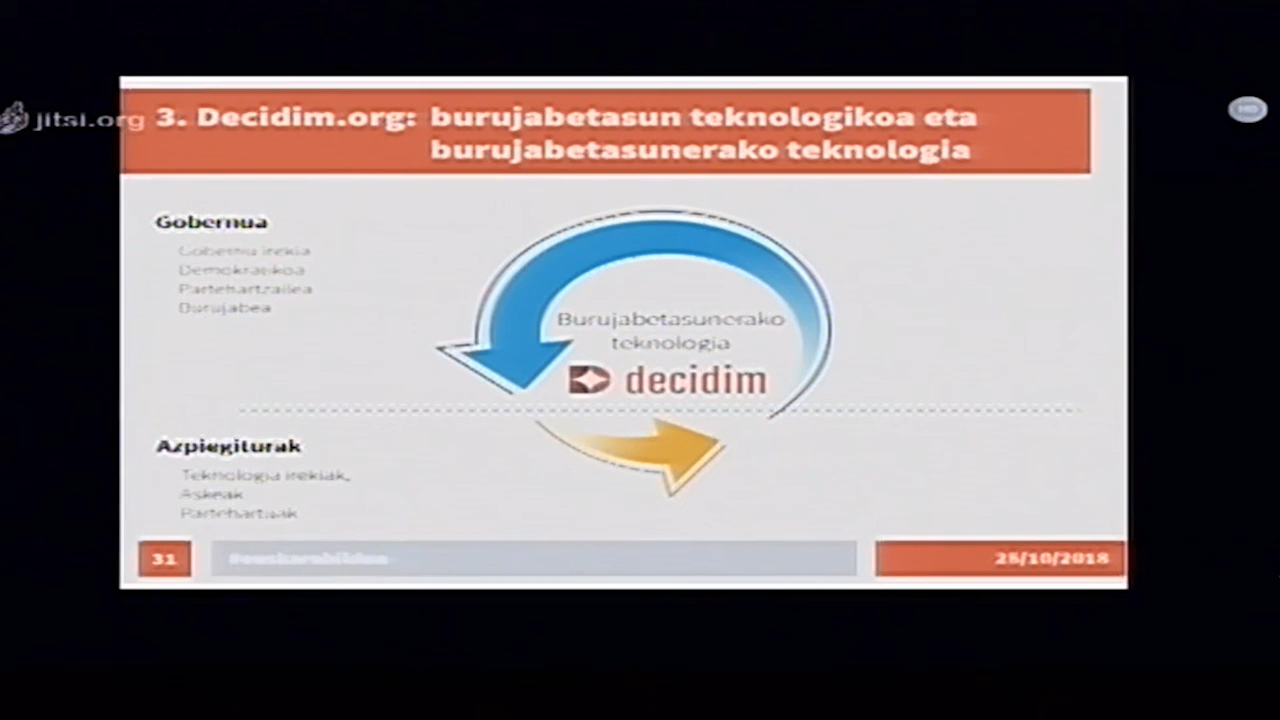 jitsi.org
HD
3. Decidim.org: burujabetasun teknologikoa eta
burujabetasunerako teknologia
Gobernua
Gobernu irekia
Demokratikoa
Partehartzailea
Burujabea
Burujabetasunerako
teknologia
decidim
Azpiegiturak
Teknologia irekiak,
Askeak
Partehartuak
31
25/10/2018